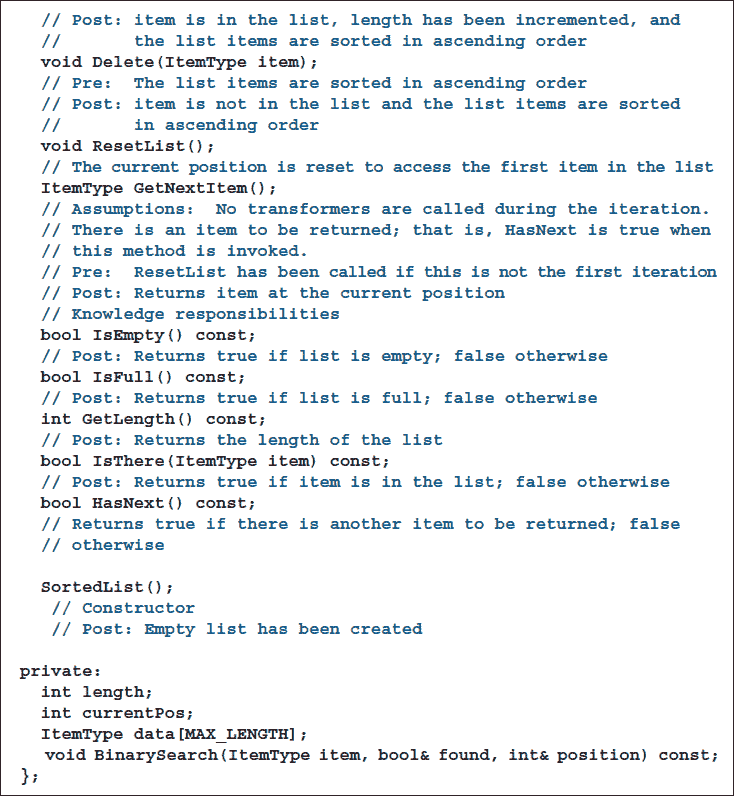 // Post: item is in the list, length has been incremented, and
//       the list items are sorted in ascending order
void Delete(ItemType item);
// Pre:  The list items are sorted in ascending order
// Post: item is not in the list and the list items are sorted
//       in ascending order
void ResetList();
// The current position is reset to access the first item in the list
ItemType GetNextItem();
// Assumptions:  No transformers are called during the iteration.
// There is an item to be returned; that is, HasNext is true when
// this method is invoked.
// Pre:  ResetList has been called if this is not the first iteration
// Post: Returns item at the current position
// Knowledge responsibilities
bool IsEmpty() const;
// Post: Returns true if list is empty; false otherwise
bool IsFull() const;
// Post: Returns true if list is full; false otherwise
int GetLength() const;
// Post: Returns the length of the list
bool IsThere(ItemType item) const;
// Post: Returns true if item is in the list; false otherwise
bool HasNext() const;
// Returns true if there is another item to be returned; false
// otherwise
SortedList();
// Constructor
// Post: Empty list has been created
private:
int length;
int currentPos;
ItemType data[MAX_LENGTH];
void BinarySearch(ItemType item, bool& found, int& position) const;
};